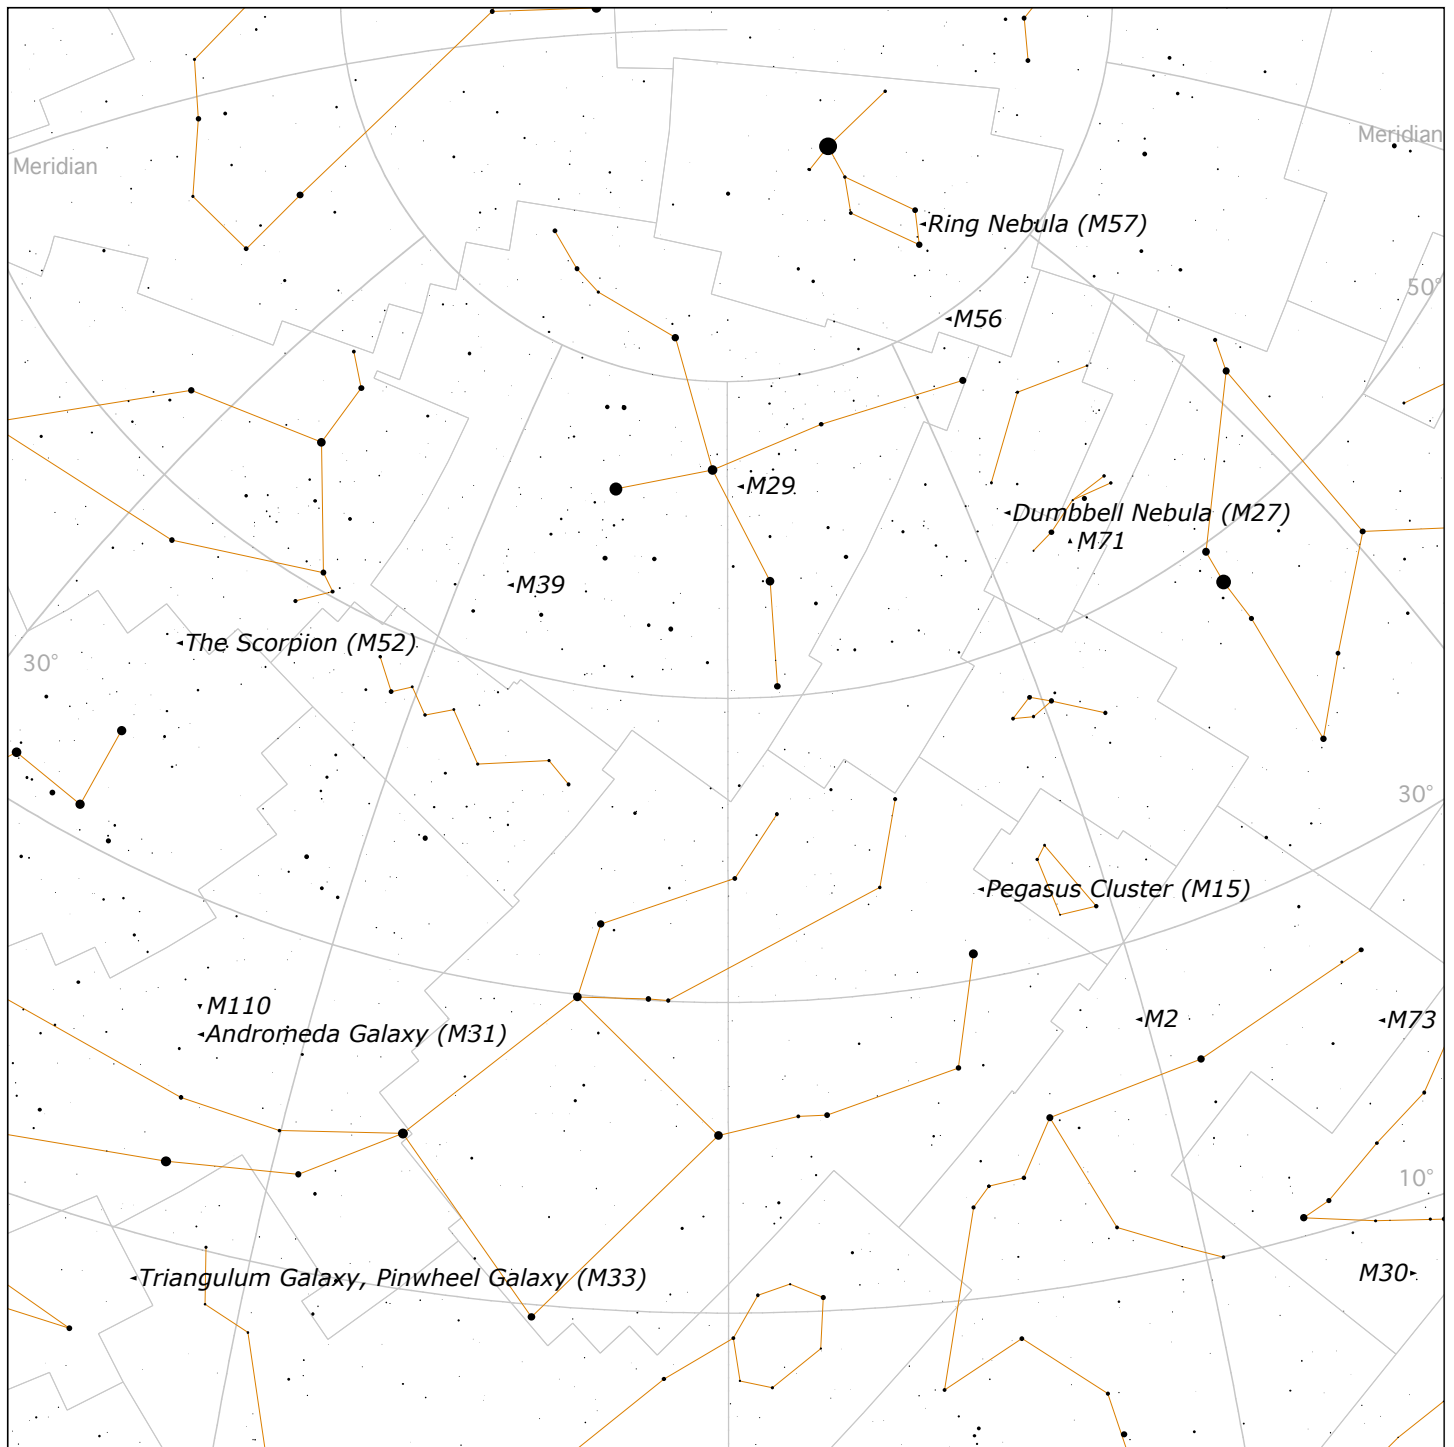 Meridian
Meridian
Ring Nebula (M57)
50°
M56
M29
Dumbbell Nebula (M27)
M71
M39
The Scorpion (M52)
30°
30°
Pegasus Cluster (M15)
M110
M2
M73
Andromeda Galaxy (M31)
10°
Triangulum Galaxy, Pinwheel Galaxy (M33)
M30